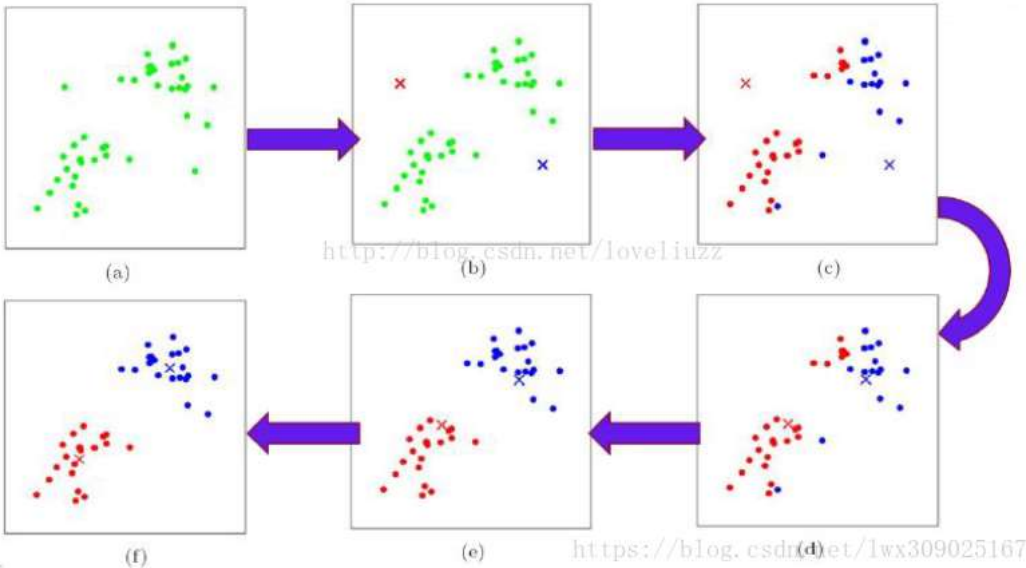 (a)
(b)
(c)
http://blog.csdn.net/loveliuzz
(f)
(e)
(d)
https://blog.csdn.net/lwx309025167